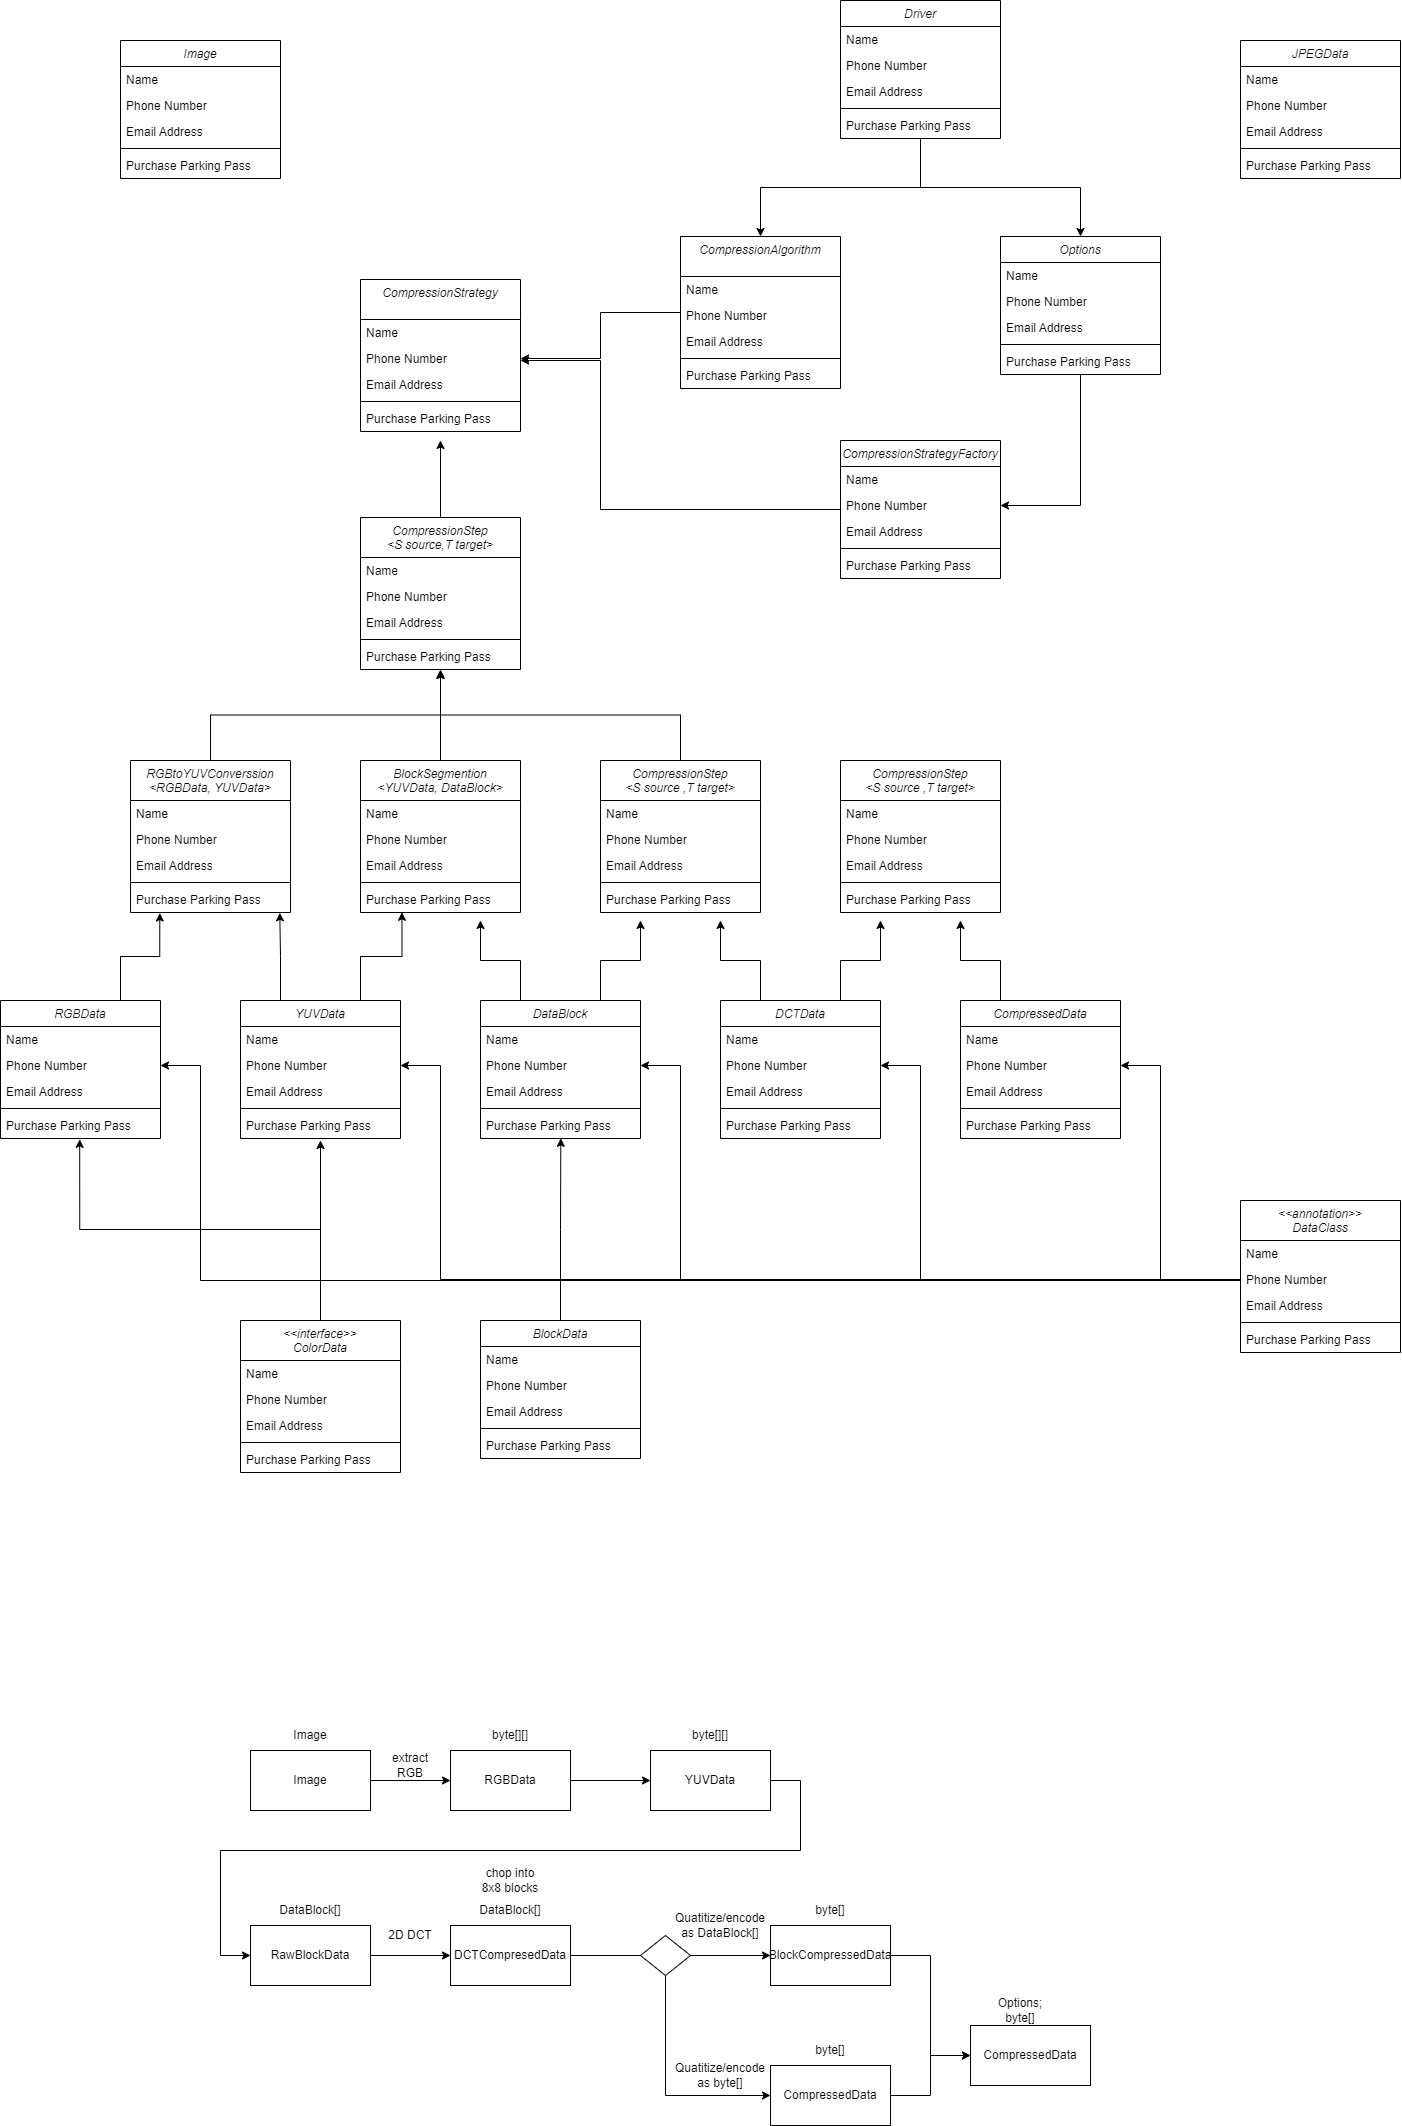 Driver
Name
Phone Number
Email Address
Purchase Parking Pass
Image
Name
Phone Number
Email Address
Purchase Parking Pass
JPEGData
Name
Phone Number
Email Address
Purchase Parking Pass
CompressionAlgorithm
Name
Phone Number
Email Address
Purchase Parking Pass
Options
Name
Phone Number
Email Address
Purchase Parking Pass
CompressionStrategy
Name
Phone Number
Email Address
Purchase Parking Pass
CompressionStrategyFactory
Name
Phone Number
Email Address
Purchase Parking Pass
CompressionStep
<S source,T target>
Name
Phone Number
Email Address
Purchase Parking Pass
RGBtoYUVConverssion
<RGBData, YUVData>
Name
Phone Number
Email Address
Purchase Parking Pass
BlockSegmention
<YUVData, DataBlock>
Name
Phone Number
Email Address
Purchase Parking Pass
CompressionStep
<S source ,T target>
Name
Phone Number
Email Address
Purchase Parking Pass
CompressionStep
<S source ,T target>
Name
Phone Number
Email Address
Purchase Parking Pass
RGBData
Name
Phone Number
Email Address
Purchase Parking Pass
YUVData
Name
Phone Number
Email Address
Purchase Parking Pass
DataBlock
Name
Phone Number
Email Address
Purchase Parking Pass
DCTData
Name
Phone Number
Email Address
Purchase Parking Pass
CompressedData
Name
Phone Number
Email Address
Purchase Parking Pass
<<annotation>>
DataClass
Name
Phone Number
Email Address
Purchase Parking Pass
<<interface>>
ColorData
Name
Phone Number
Email Address
Purchase Parking Pass
BlockData
Name
Phone Number
Email Address
Purchase Parking Pass
Image
Image
extract
RGB
byte[][]
RGBData
byte[][]
YUVData
DataBlock[]
RawBlockData
2D DCT
chop into
8x8 blocks
DataBlock[]
DCTCompresedData
Quatitize/encode
as DataBlock[]
byte[]
BlockCompressedData
Quatitize/encode
as byte[]
byte[]
CompressedData
Options;
byte[]
CompressedData